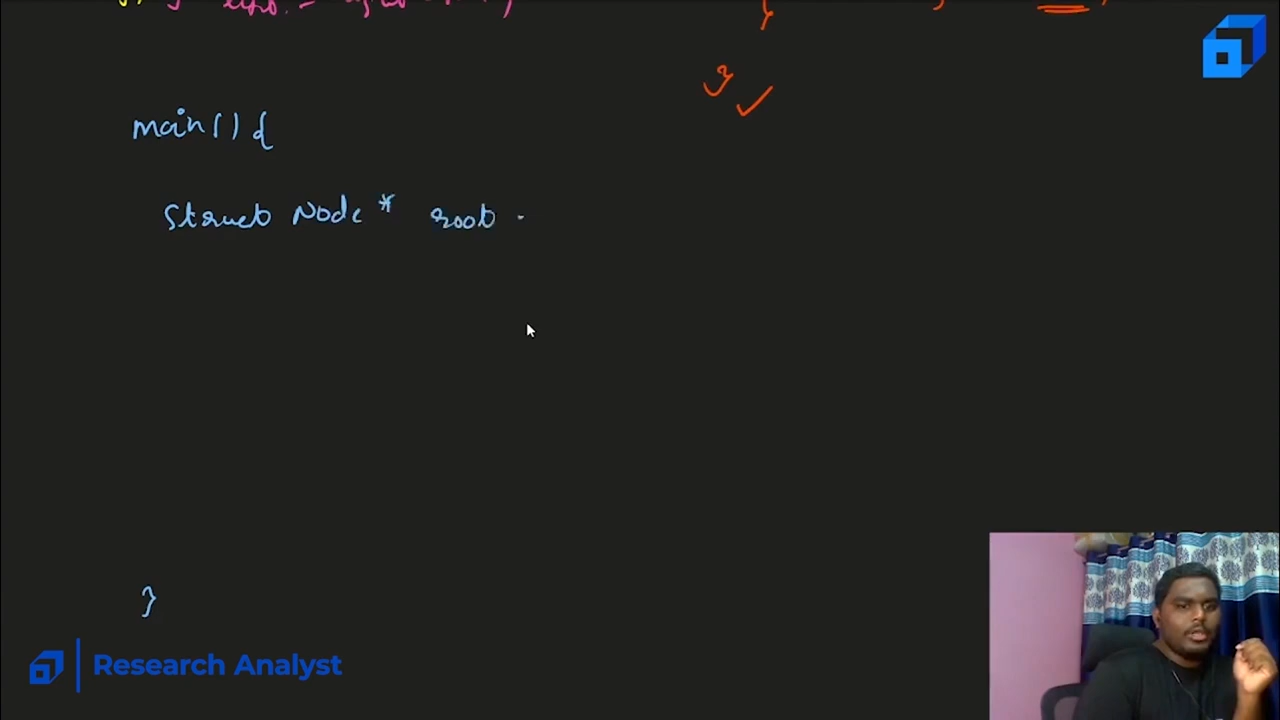 main() {
struct Node * root -
}
}
Research Analyst